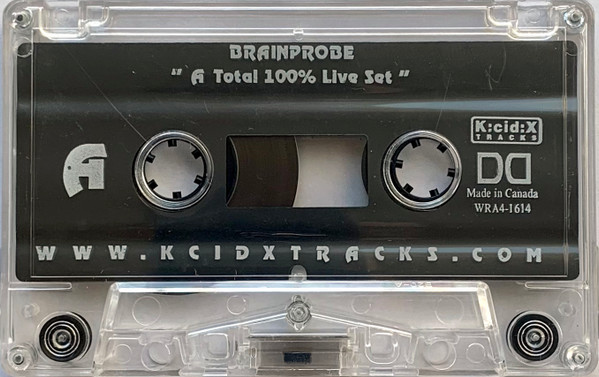 BRAINPROBE
" A Total 100% Live Set "
A
K:cid:X
TRACKS
Made in Canada
WRA4-1614
WWW.KCIDXTRACKS.COM